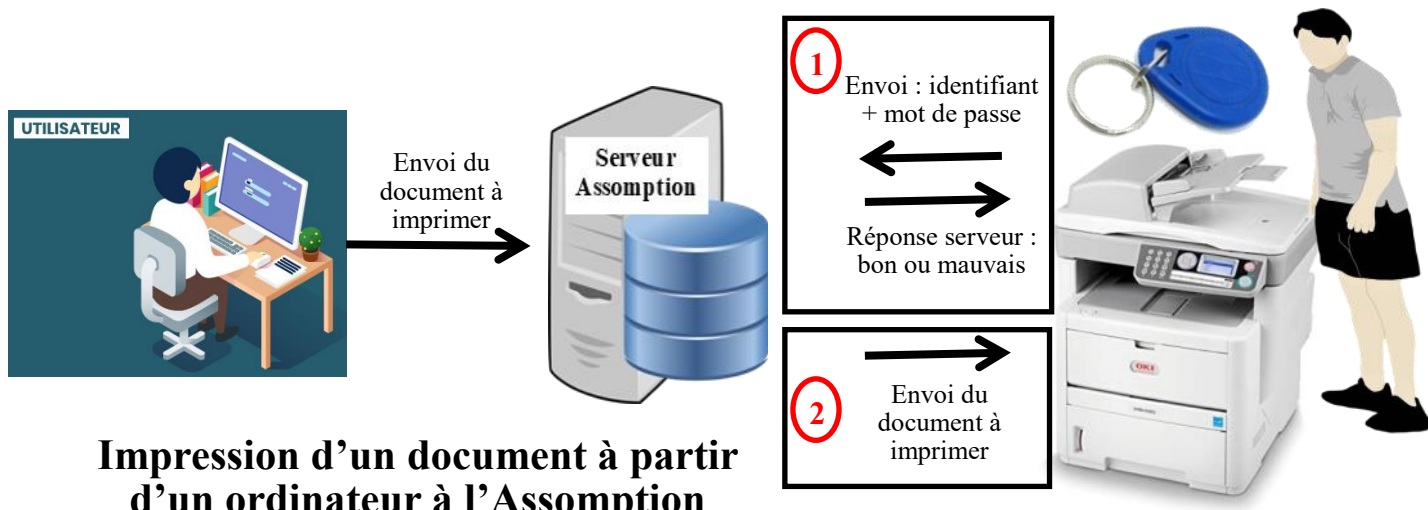 UTILISATEUR
Envoi du
document à
imprimer
Serveur
Assomption
1
Envoi : identifiant
+ mot de passe
Réponse serveur :
bon ou mauvais
2
Envoi du
document à
imprimer
OKI
Impression d’un document à partir
d’un ordinateur à l’Assomption